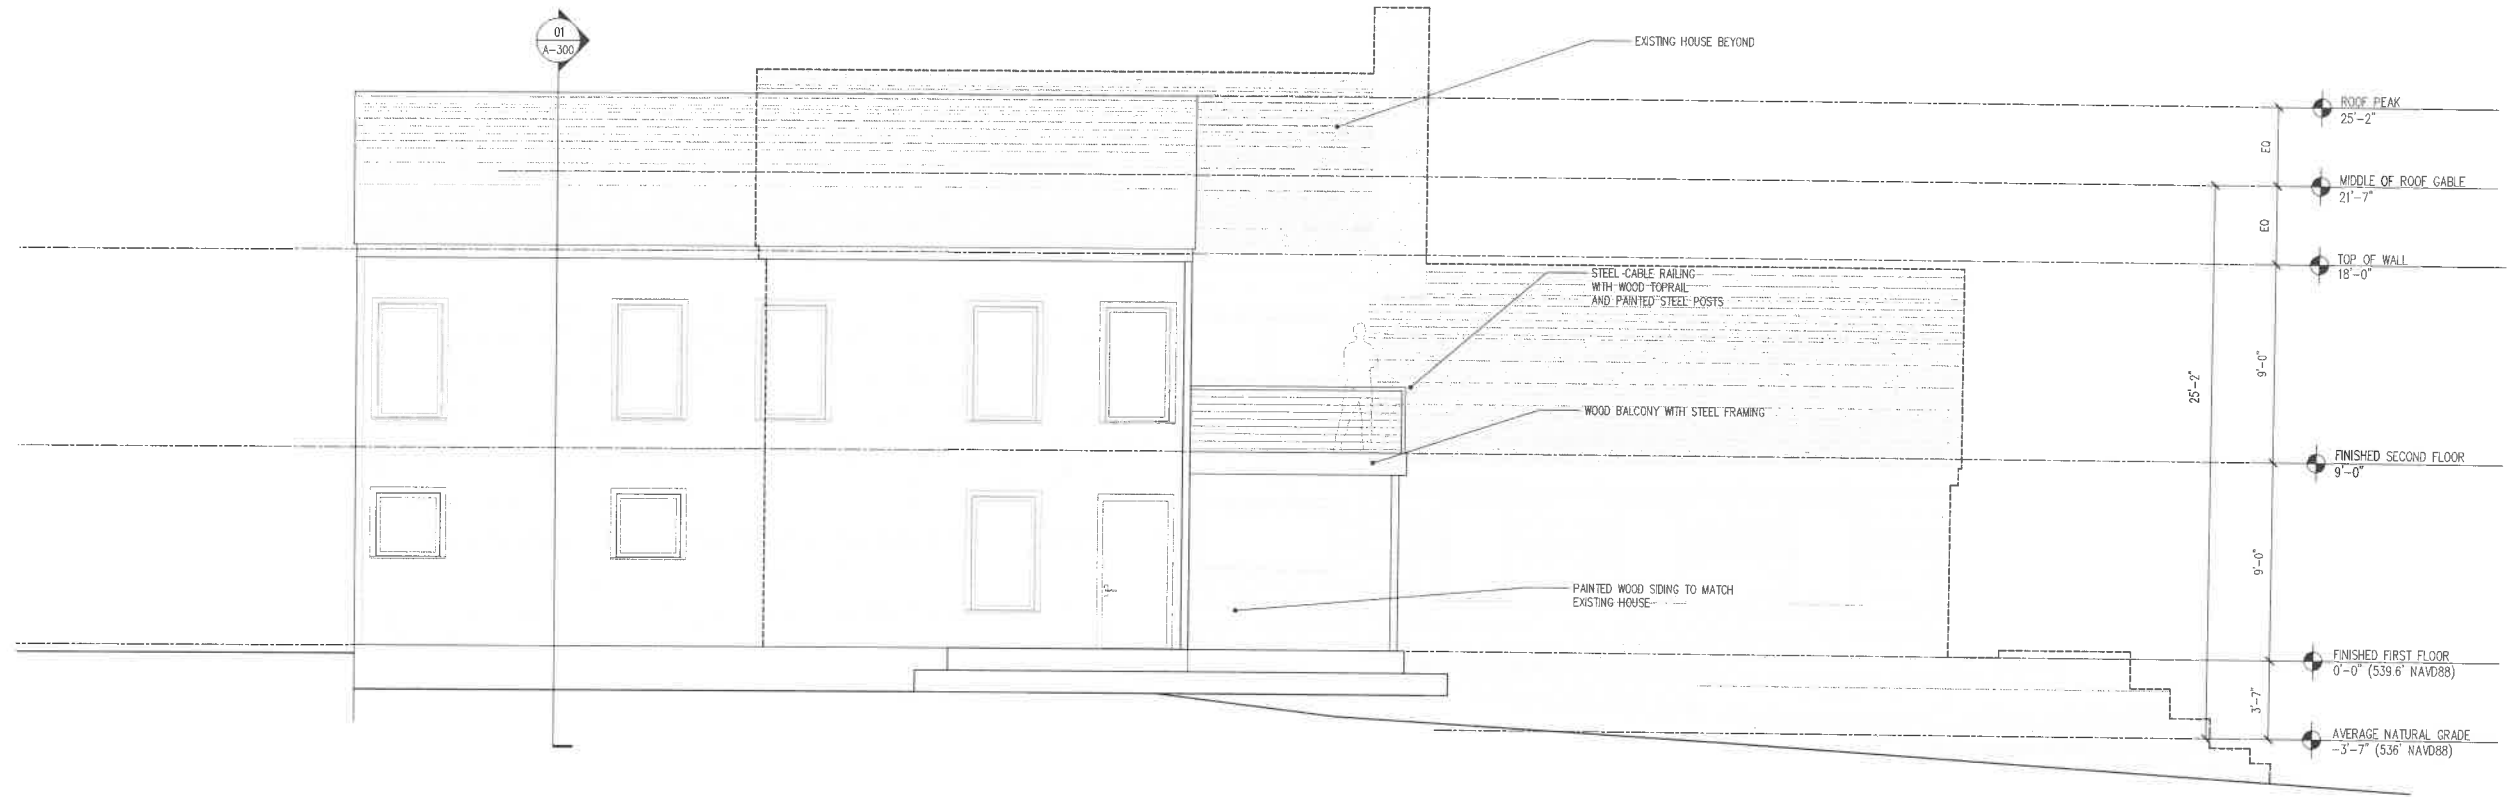 01
A-300
EXISTING HOUSE BEYOND
ROOF PEAK
25'-2"
EQ
MIDDLE OF ROOF GABLE
21'-7"
EQ
TOP OF WALL
18'-0"
STEEL CABLE RAILING
WITH WOOD TOPRAIL
AND PAINTED STEEL POSTS
9'-0"
25'-2"
WOOD BALCONY WITH STEEL FRAMING
FINISHED SECOND FLOOR
9'-0"
9'-0"
PAINTED WOOD SIDING TO MATCH
EXISTING HOUSE
FINISHED FIRST FLOOR
0'-0" (539.6' NAVD88)
3'-7"
AVERAGE NATURAL GRADE
-3'-7" (536' NAVD88)